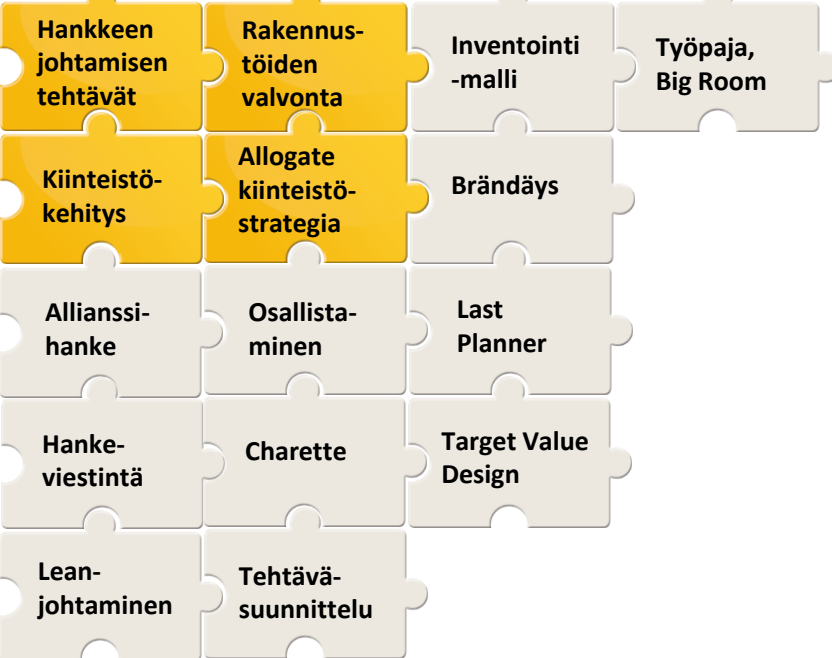 Hankkeen
johtamisen
tehtävät
Rakennus-
töiden
valvonta
Inventointi
-malli
Työpaja,
Big Room
Kiinteistö-
kehitys
Allogate
kiinteistö-
strategia
Brändäys
Allianssi-
hanke
Osallista-
minen
Last
Planner
Hanke-
viestintä
Charette
Target Value
Design
Lean-
johtaminen
Tehtävä-
suunnittelu